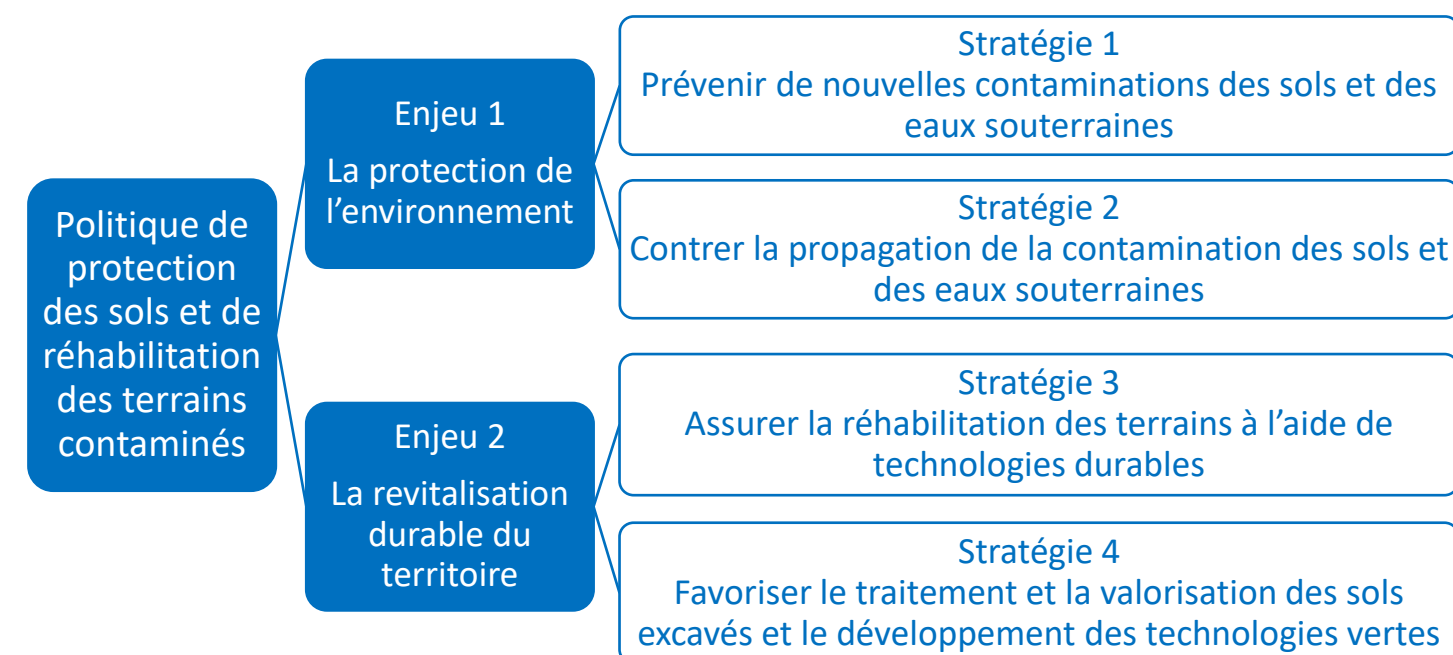 Politique de
protection
des sols et de
réhabilitation
des terrains
contaminés
Enjeu 1
La protection de
l’environnement
Stratégie 1
Prévenir de nouvelles contaminations des sols et des
eaux souterraines
Stratégie 2
Contrer la propagation de la contamination des sols et
des eaux souterraines
Enjeu 2
La revitalisation
durable du
territoire
Stratégie 3
Assurer la réhabilitation des terrains à l’aide de
technologies durables
Stratégie 4
Favoriser le traitement et la valorisation des sols
excavés et le développement des technologies vertes